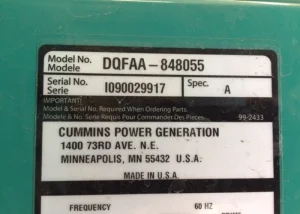 Model No. DQFAA-848055
Modele
Serial No. I090029917 Spec. A
Serie
IMPORTANT:
Model & Serial No. Required When Ordering Parts.
Modele & No de Serie Requis Pour Commander Des Pieces. 99-2433
CUMMINS POWER GENERATION
1400 73RD AVE. N.E.
MINNEAPOLIS, MN 55432 U.S.A.
MADE IN U.S.A.
FREQUENCY 60 HZ